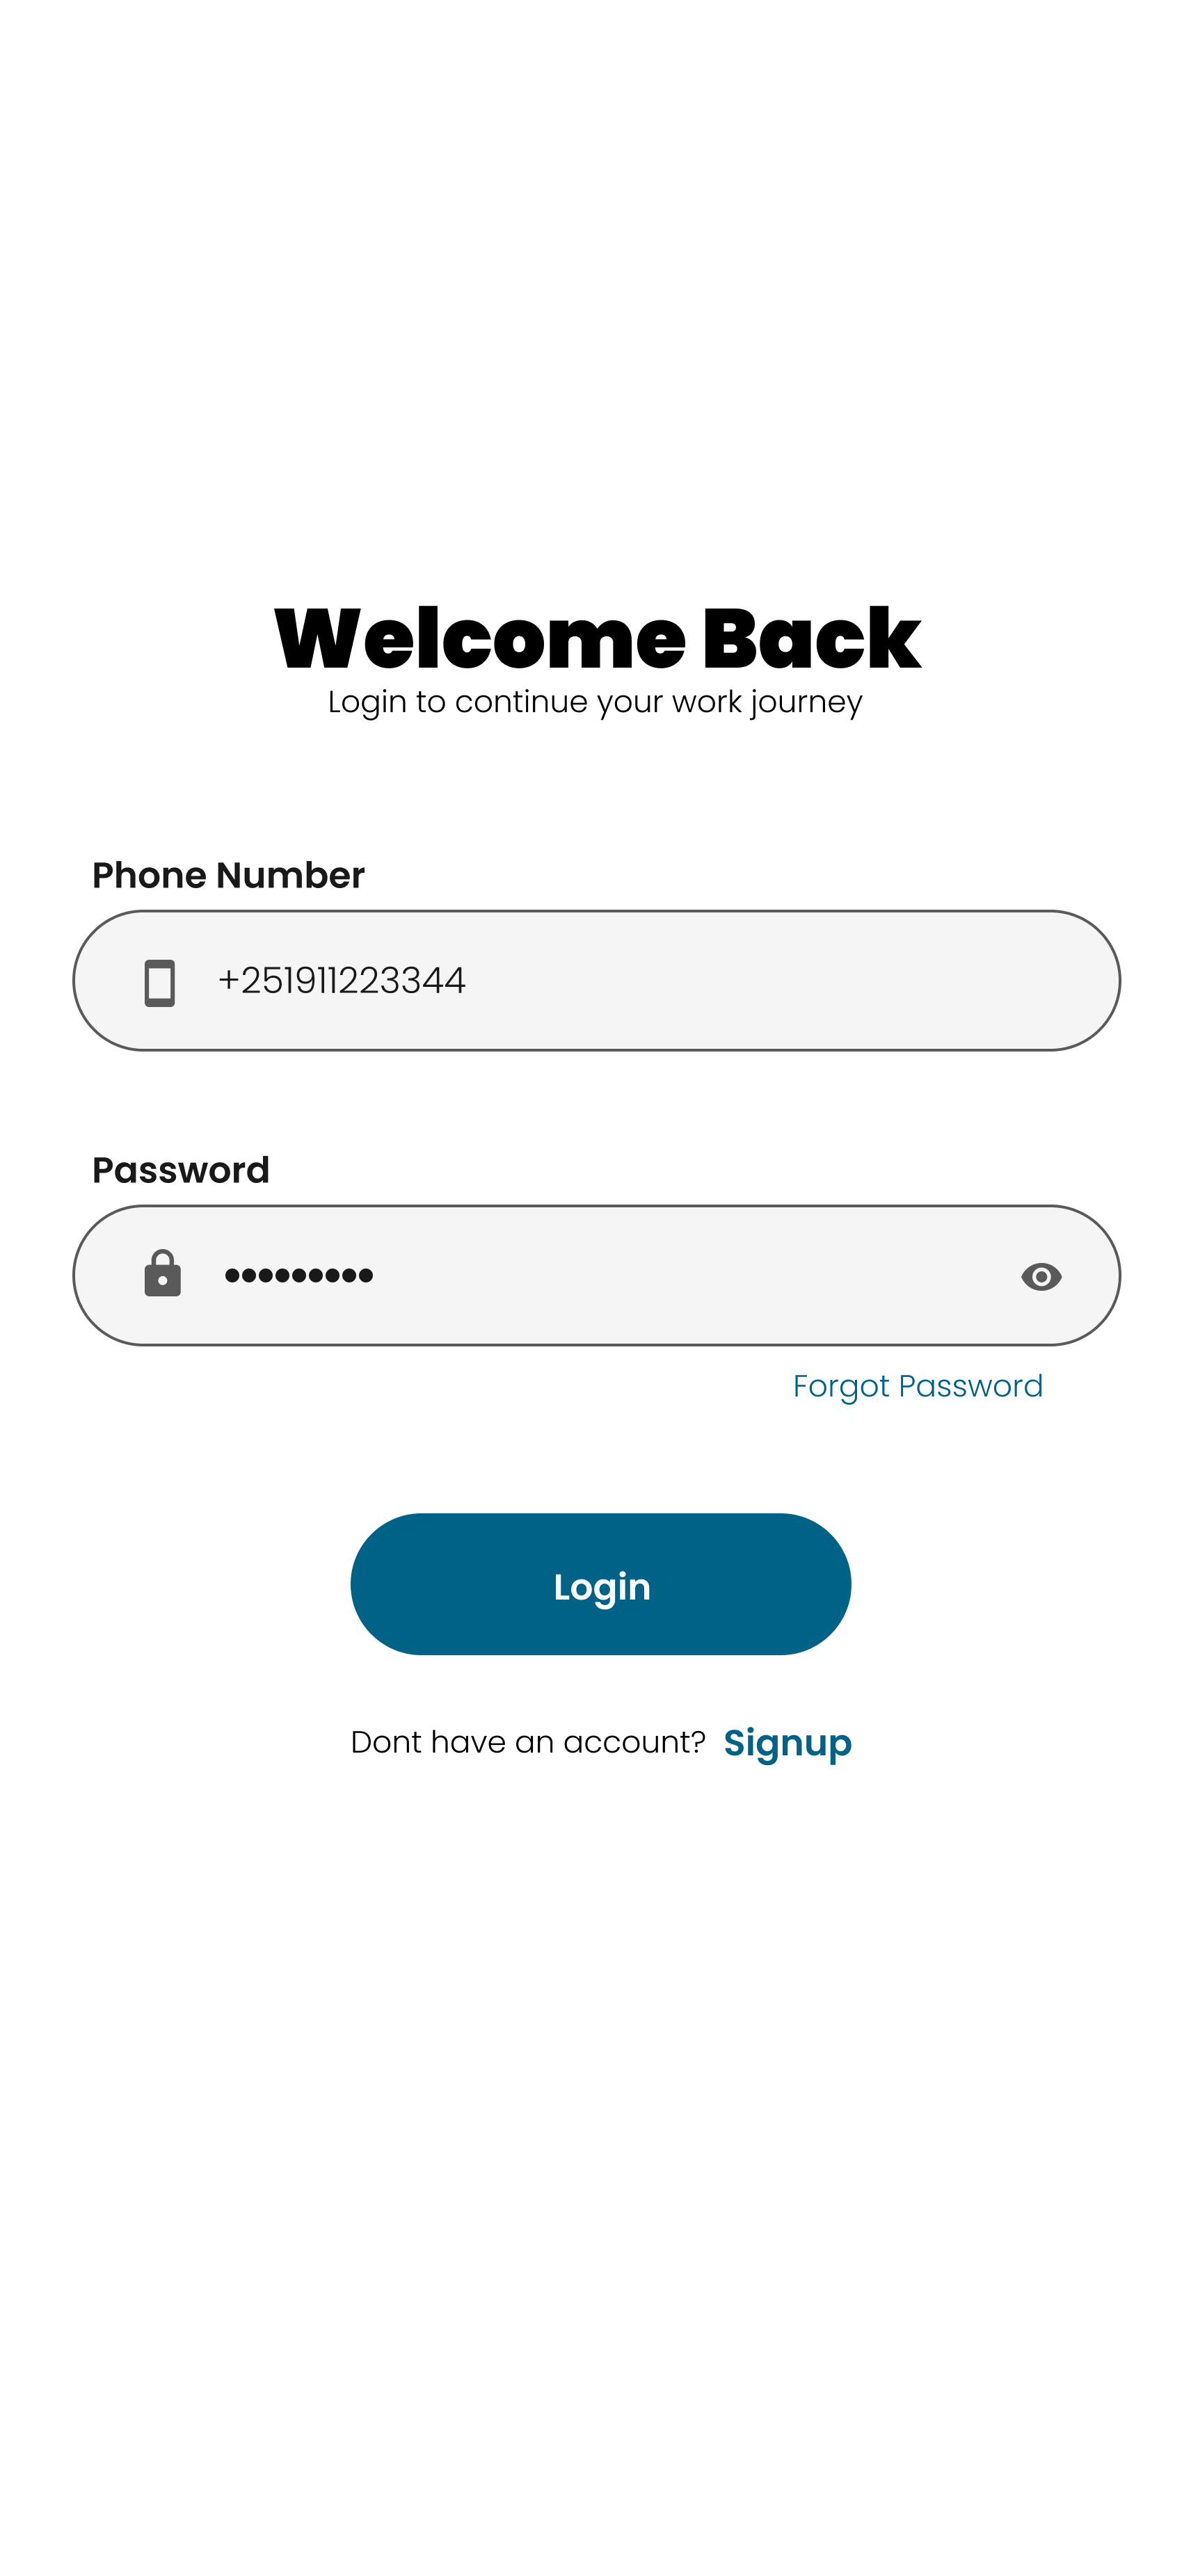 Welcome Back
Login to continue your work journey
Phone Number
+251911223344
Password
•••••••••
Forgot Password
Login
Dont have an account? Signup